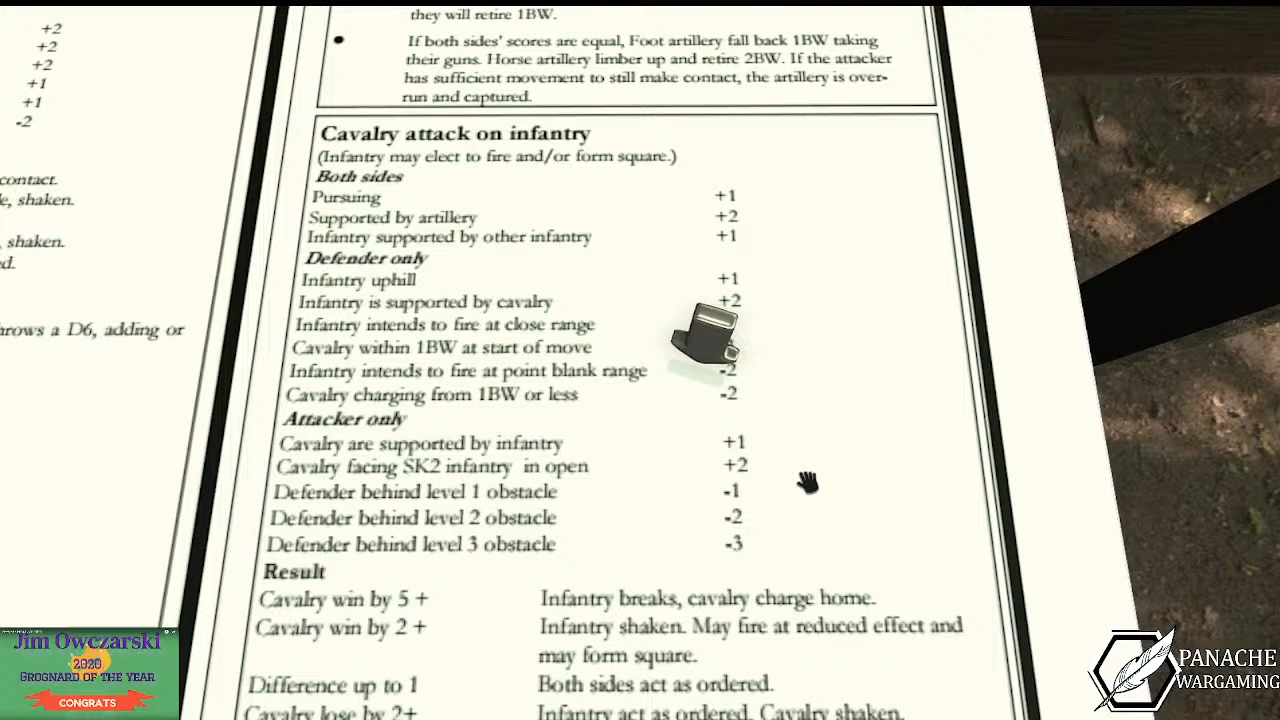 +2
+2
+2
+1
+1
-2
contact.
e, shaken.
, shaken.
d.
hrows a D6, adding or
they will retire 1BW.
• If both sides' scores are equal, Foot artillery fall back 1BW taking
their guns. Horse artillery limber up and retire 2BW. If the attacker
has sufficient movement to still make contact, the artillery is over-
run and captured.
Cavalry attack on infantry
(Infantry may elect to fire and/or form square.)
Both sides
Pursuing +1
Supported by artillery +2
Infantry supported by other infantry +1
Defender only
Infantry uphill +1
Infantry is supported by cavalry +2
Infantry intends to fire at close range
Cavalry within 1BW at start of move
Infantry intends to fire at point blank range -2
Cavalry charging from 1BW or less -2
Attacker only
Cavalry are supported by infantry +1
Cavalry facing SK2 infantry in open +2
Defender behind level 1 obstacle -1
Defender behind level 2 obstacle -2
Defender behind level 3 obstacle -3
Result
Cavalry win by 5 + Infantry breaks, cavalry charge home.
Cavalry win by 2 + Infantry shaken. May fire at reduced effect and
may form square.
Difference up to 1 Both sides act as ordered.
Cavalry lose by 2+ Infantry act as ordered. Cavalry shaken.
Jim Owczarski
2020
GROGNARD OF THE YEAR
CONGRATS
PANACHE
WARGAMING